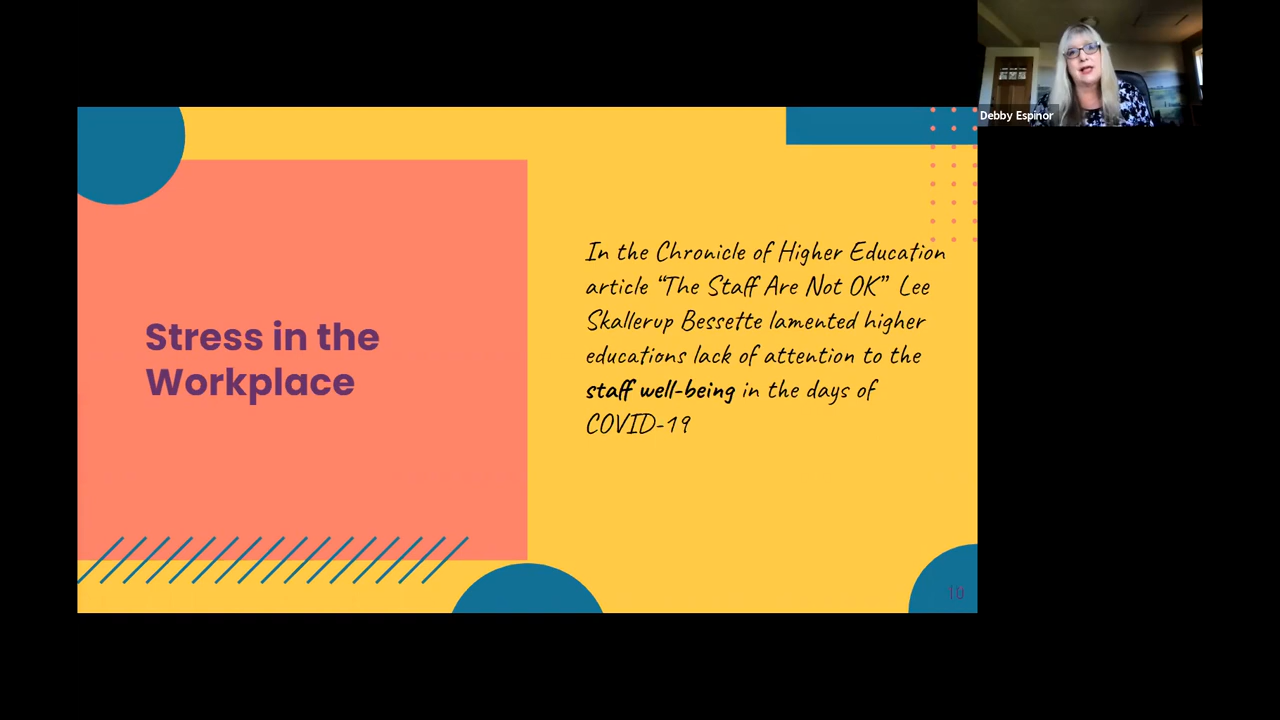 Debby Espinor
Stress in the
Workplace
In the Chronicle of Higher Education
article “The Staff Are Not OK” Lee
Skallerup Bessette lamented higher
educations lack of attention to the
staff well-being in the days of
COVID-19
18